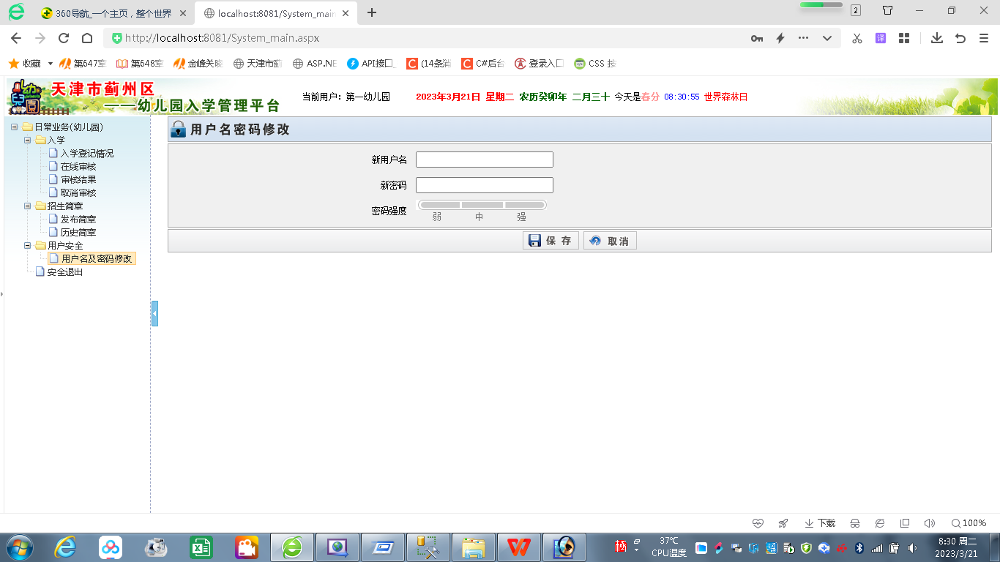 360导航_一个主页，整个世界
localhost:8081/System_main
2
http://localhost:8081/System_main.aspx
译
收藏
第647章
第648章
金峰关晓
天津市蓟
ASP.NE
API接口_
(14条消
C#后台
登录入口
CSS 按
天津市蓟州区
——幼儿园入学管理平台
当前用户：第一幼儿园
2023年3月21日 星期二 农历癸卯年 二月三十 今天是春分 08:30:55 世界森林日
日常业务(幼儿园)
入学
入学登记情况
在线审核
审核结果
取消审核
招生简章
发布简章
历史简章
用户安全
用户名及密码修改
安全退出
用户名密码修改
新用户名
新密码
密码强度
弱 中 强
保 存
取消
下载
100%
37℃
CPU温度
8:30 周二
2023/3/21